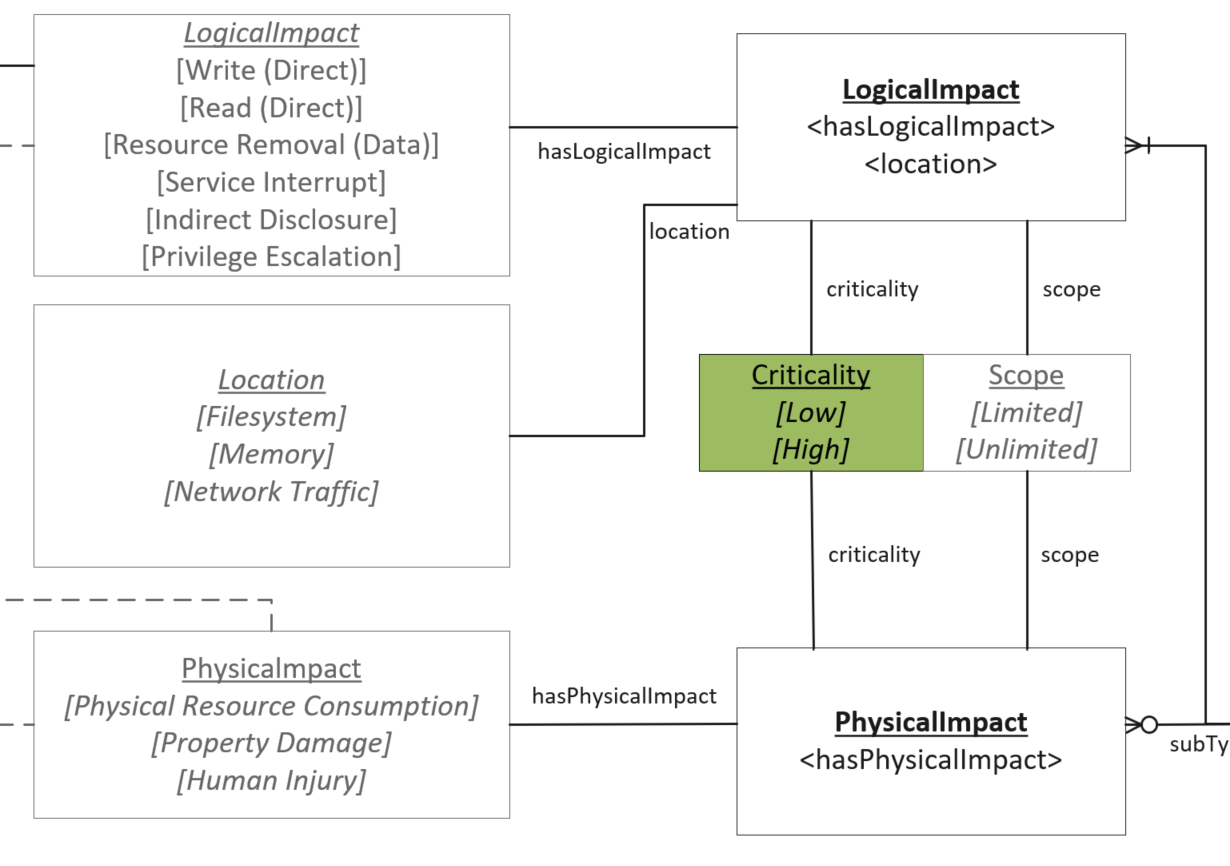 LogicalImpact
[Write (Direct)]
[Read (Direct)]
[Resource Removal (Data)]
[Service Interrupt]
[Indirect Disclosure]
[Privilege Escalation]
hasLogicalImpact
LogicalImpact
<hasLogicalImpact>
<location>
location
criticality
scope
Location
[Filesystem]
[Memory]
[Network Traffic]
Criticality
[Low]
[High]
Scope
[Limited]
[Unlimited]
criticality
scope
PhysicaImpact
[Physical Resource Consumption]
[Property Damage]
[Human Injury]
hasPhysicalImpact
PhysicalImpact
<hasPhysicalImpact>
subTy